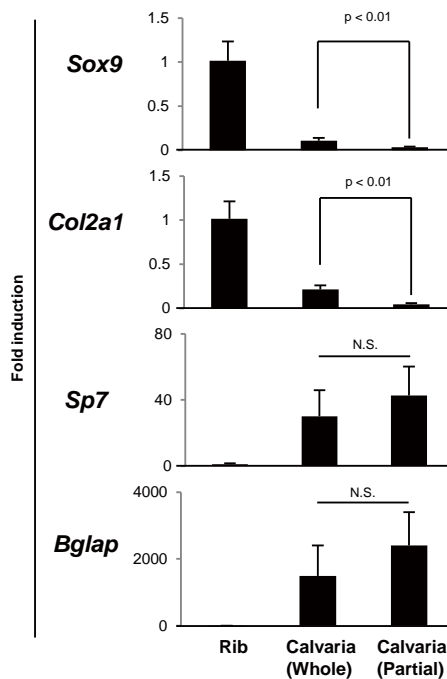 Fold induction
Sox9
1.5
1
0.5
0
p < 0.01
Col2a1
1.5
1
0.5
0
p < 0.01
Sp7
80
40
0
N.S.
Bglap
4000
2000
0
N.S.
Rib
Calvaria
(Whole)
Calvaria
(Partial)